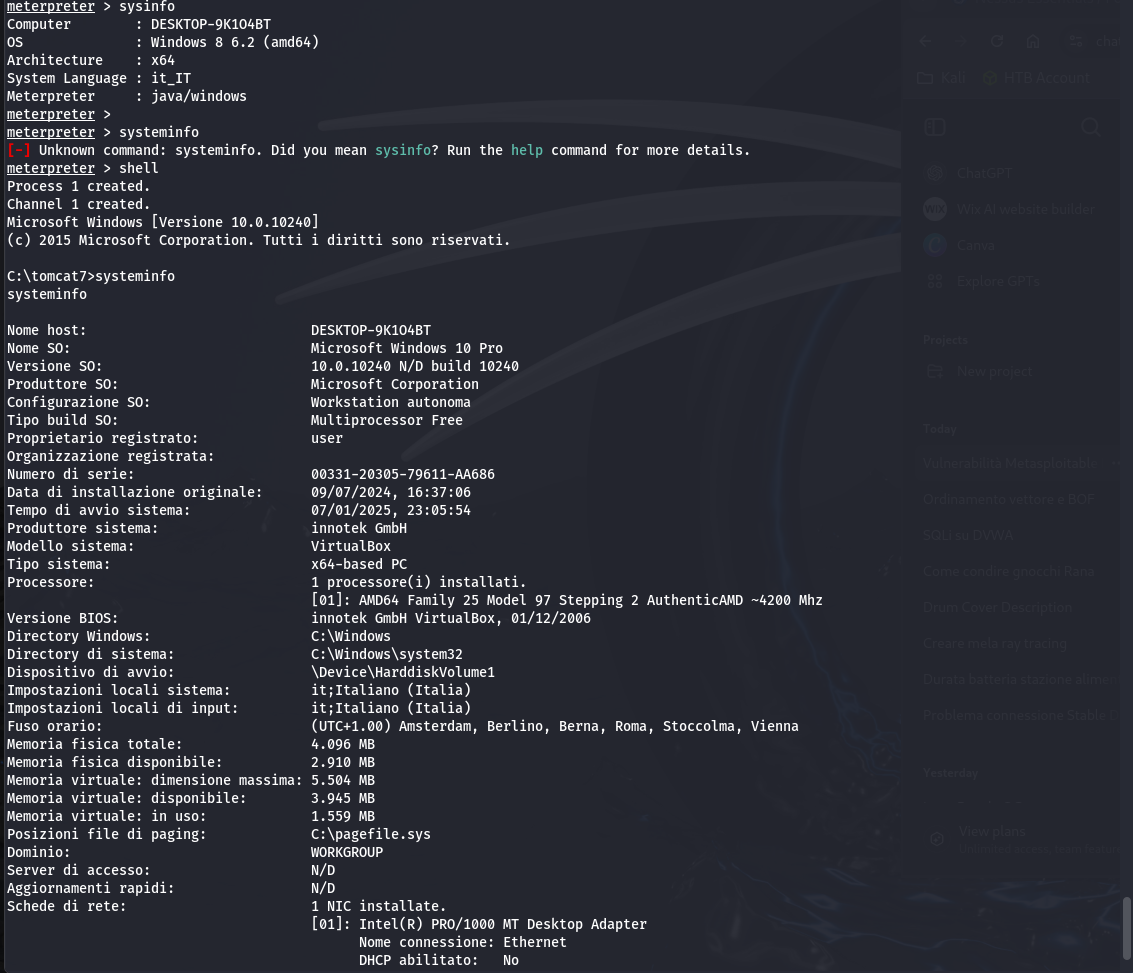 meterpreter > sysinfo
Computer : DESKTOP-9K1O4BT
OS : Windows 8 6.2 (amd64)
Architecture : x64
System Language : it_IT
Meterpreter : java/windows
meterpreter >
meterpreter > systeminfo
[-] Unknown command: systeminfo. Did you mean sysinfo? Run the help command for more details.
meterpreter > shell
Process 1 created.
Channel 1 created.
Microsoft Windows [Versione 10.0.10240]
(c) 2015 Microsoft Corporation. Tutti i diritti sono riservati.
C:\tomcat7>systeminfo
systeminfo
Nome host: DESKTOP-9K1O4BT
Nome SO: Microsoft Windows 10 Pro
Versione SO: 10.0.10240 N/D build 10240
Produttore SO: Microsoft Corporation
Configurazione SO: Workstation autonoma
Tipo build SO: Multiprocessor Free
Proprietario registrato: user
Organizzazione registrata:
Numero di serie: 00331-20305-79611-AA686
Data di installazione originale: 09/07/2024, 16:37:06
Tempo di avvio sistema: 07/01/2025, 23:05:54
Produttore sistema: innotek GmbH
Modello sistema: VirtualBox
Tipo sistema: x64-based PC
Processore: 1 processore(i) installati.
[01]: AMD64 Family 25 Model 97 Stepping 2 AuthenticAMD ~4200 Mhz
Versione BIOS: innotek GmbH VirtualBox, 01/12/2006
Directory Windows: C:\Windows
Directory di sistema: C:\Windows\system32
Dispositivo di avvio: \Device\HarddiskVolume1
Impostazioni locali sistema: it;Italiano (Italia)
Impostazioni locali di input: it;Italiano (Italia)
Fuso orario: (UTC+1.00) Amsterdam, Berlino, Berna, Roma, Stoccolma, Vienna
Memoria fisica totale: 4.096 MB
Memoria fisica disponibile: 2.910 MB
Memoria virtuale: dimensione massima: 5.504 MB
Memoria virtuale: disponibile: 3.945 MB
Memoria virtuale: in uso: 1.559 MB
Posizioni file di paging: C:\pagefile.sys
Dominio: WORKGROUP
Server di accesso: N/D
Aggiornamenti rapidi: N/D
Schede di rete: 1 NIC installate.
[01]: Intel(R) PRO/1000 MT Desktop Adapter
Nome connessione: Ethernet
DHCP abilitato: No
Kali HTB Account
ChatGPT
Wix AI website builder
Canva
Explore GPTs
Projects
New project
Today
Vulnerabilità
Ordinamento vettore e BOF
SQLi su DVWA
Come condire gnocchi Rana
Drum Cover Description
Creare mela ray tracing
Durata batteria stazione
Problema connessione Stable
Yesterday
View plans